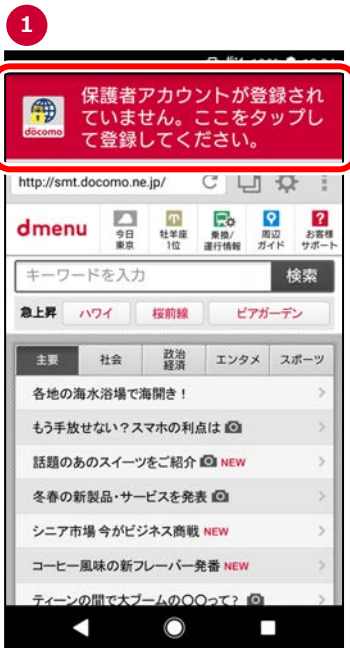 1
保護者アカウントが登録され
ていません。ここをタップし
て登録してください。
döcomo
http://smt.docomo.ne.jp/
dmenu
今日
東京
牡羊座
1位
乗換/
運行情報
周辺
ガイド
お客様
サポート
キーワードを入力 検索
急上昇 ハワイ 桜前線 ビアガーデン
主要 社会 政治
経済 エンタメ スポーツ
各地の海水浴場で海開き!
もう手放せない?スマホの利点は
話題のあのスイーツをご紹介 NEW
冬春の新製品・サービスを発表
シニア市場 今がビジネス商戦 NEW
コーヒー風味の新フレーバー発番 NEW
ティーンの間で大ブームの〇〇って?